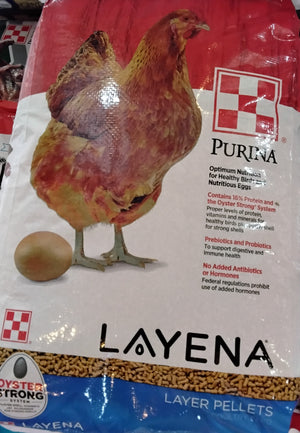 PURINA
Optimum Nutrition
for Healthy Birds
Nutritious Eggs
Contains 16% Protein and
the Oyster Strong System
Proper levels of protein,
vitamins and minerals for
healthy birds shell
for strong shells
Prebiotics and Probiotics
To support digestive and
immune health
No Added Antibiotics
or Hormones
Federal regulations prohibit
use of added hormones
LAYENA
OYSTER
STRONG
SYSTEM
LAYER PELLETS
LAYENA